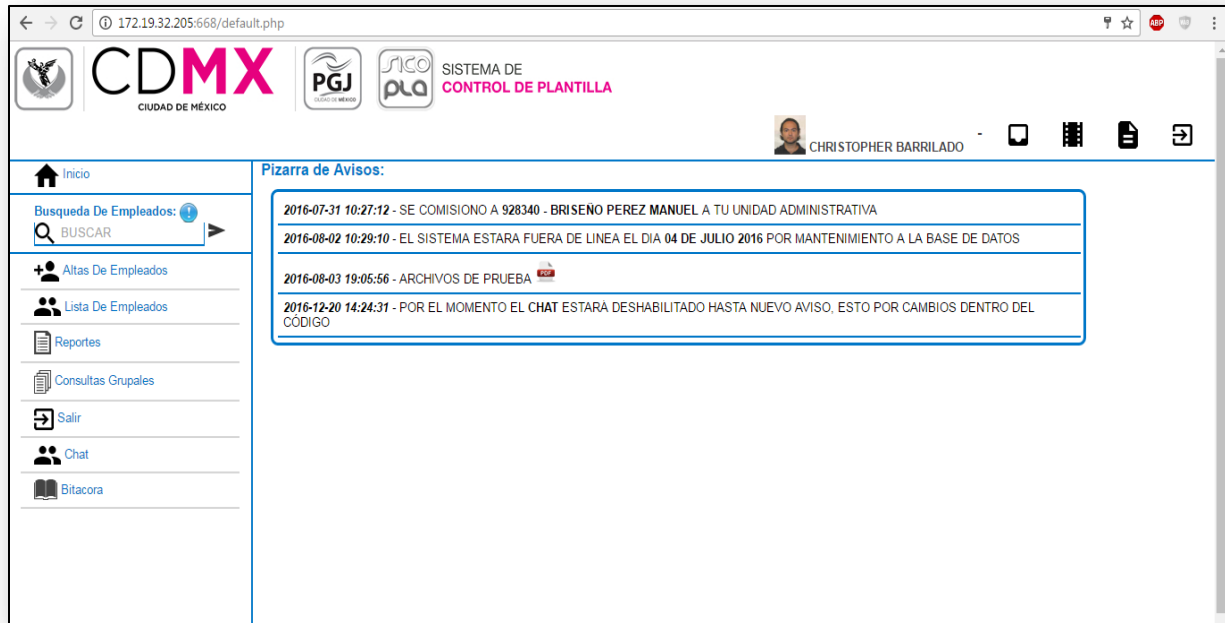 172.19.32.205:668/default.php
ABP
CDMX
CIUDAD DE MÉXICO
PGJ
CIUDAD DE MÉXICO
SICO
PLA
SISTEMA DE
CONTROL DE PLANTILLA
CHRISTOPHER BARRILADO -
Inicio
Busqueda De Empleados:
BUSCAR
Altas De Empleados
Lista De Empleados
Reportes
Consultas Grupales
Salir
Chat
Bitacora
Pizarra de Avisos:
2016-07-31 10:27:12 - SE COMISIONO A 928340 - BRISEÑO PEREZ MANUEL A TU UNIDAD ADMINISTRATIVA
2016-08-02 10:29:10 - EL SISTEMA ESTARA FUERA DE LINEA EL DIA 04 DE JULIO 2016 POR MANTENIMIENTO A LA BASE DE DATOS
2016-08-03 19:05:56 - ARCHIVOS DE PRUEBA PDF
2016-12-20 14:24:31 - POR EL MOMENTO EL CHAT ESTARÁ DESHABILITADO HASTA NUEVO AVISO, ESTO POR CAMBIOS DENTRO DEL
CÓDIGO